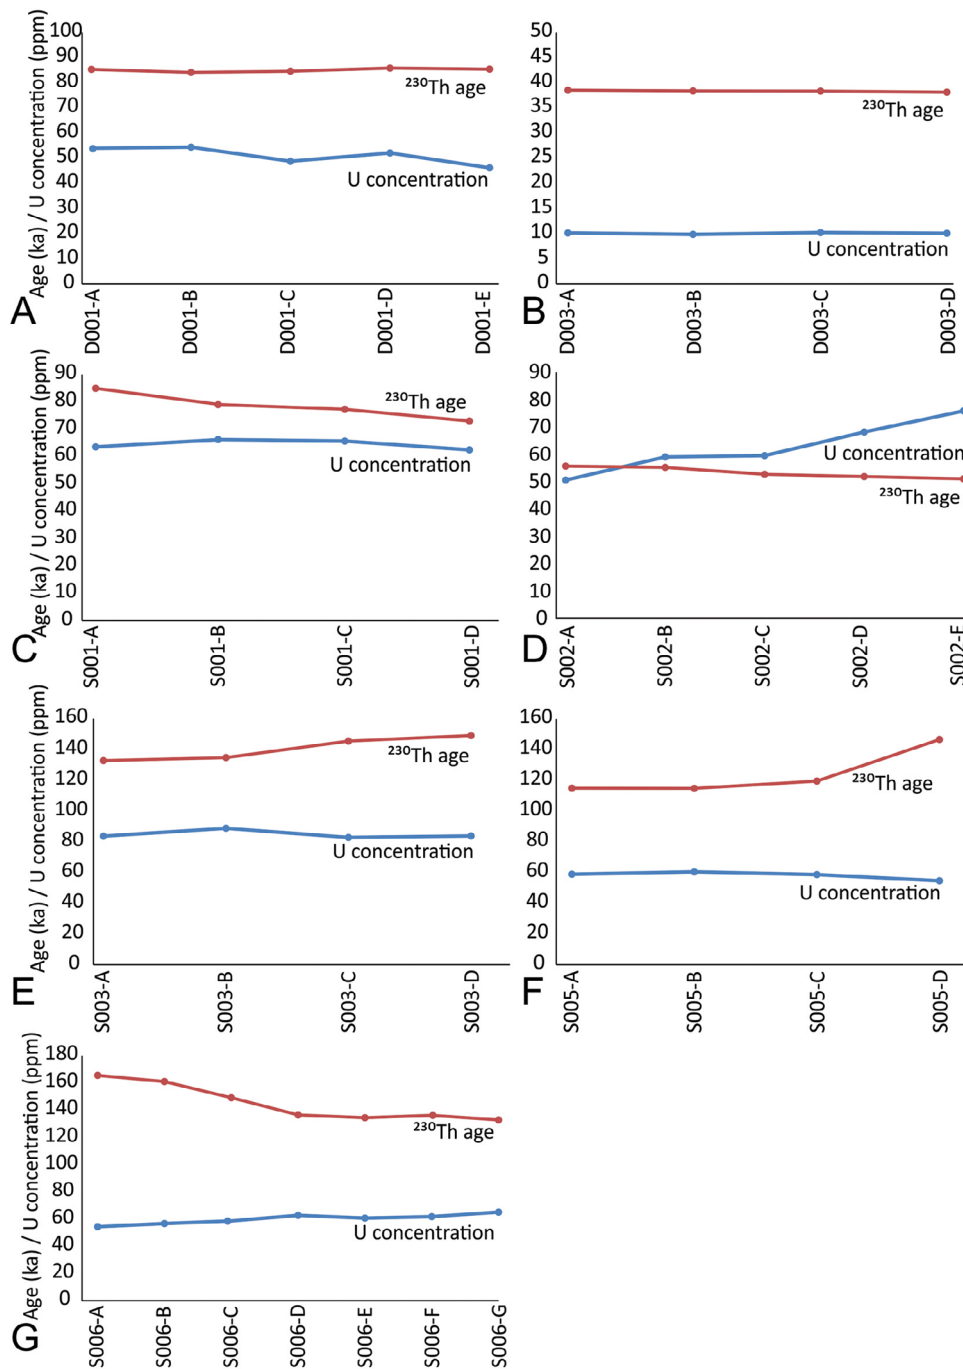 Age (ka) / U concentration (ppm)
100
90
80
70
60
50
40
30
20
10
0
²³⁰Th age
U concentration
D001-A
D001-B
D001-C
D001-D
D001-E
A
50
45
40
35
30
25
20
15
10
5
0
²³⁰Th age
U concentration
D003-A
D003-B
D003-C
D003-D
B
Age (ka) / U concentration (ppm)
90
80
70
60
50
40
30
20
10
0
²³⁰Th age
U concentration
S001-A
S001-B
S001-C
S001-D
C
90
80
70
60
50
40
30
20
10
0
U concentration
²³⁰Th age
S002-A
S002-B
S002-C
S002-D
D
Age (ka) / U concentration (ppm)
160
140
120
100
80
60
40
20
0
²³⁰Th age
U concentration
S003-A
S003-B
S003-C
S003-D
E
160
140
120
100
80
60
40
20
0
²³⁰Th age
U concentration
S005-A
S005-B
S005-C
S005-D
F
Age (ka) / U concentration (ppm)
180
160
140
120
100
80
60
40
20
0
²³⁰Th age
U concentration
S006-A
S006-B
S006-C
S006-D
S006-E
S006-F
S006-G
G